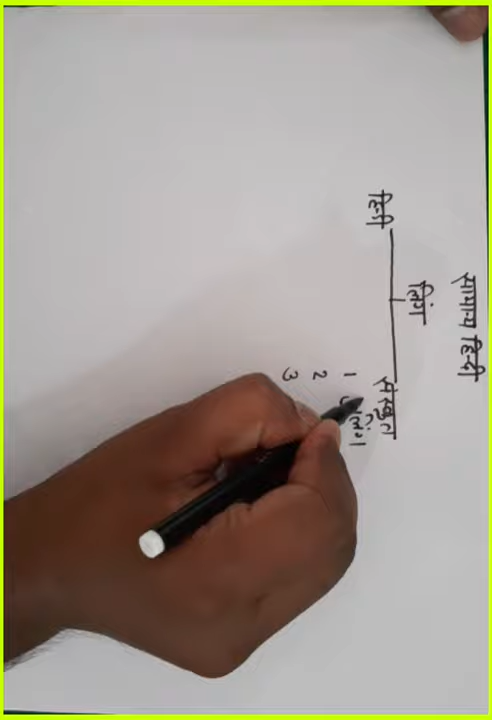 सामान्य हिन्दी
लिंग
हिन्दी संस्कृत
1
2
3